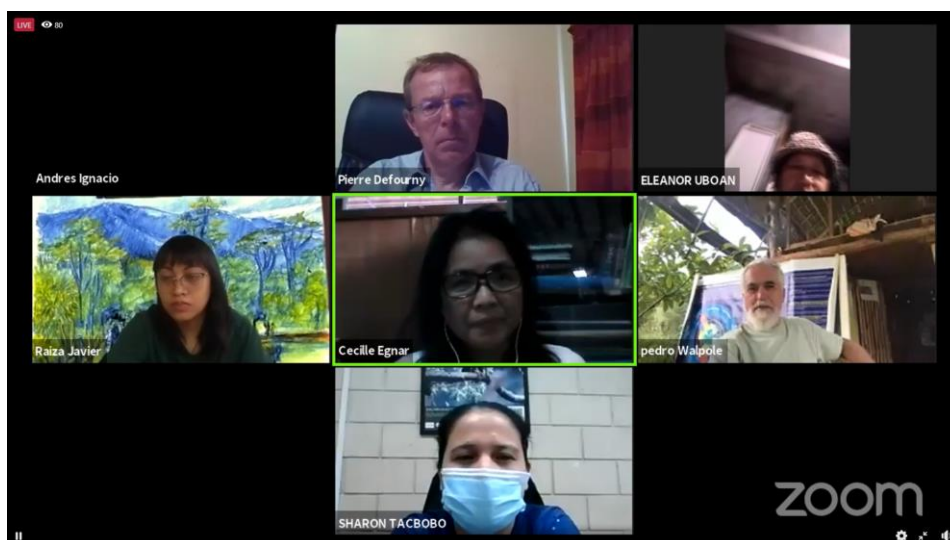 LIVE 80
Andres Ignacio
Pierre Defourny
ELEANOR UBOAN
Raiza Javier
Cecille Egnar
pedro Walpole
SHARON TACBOBO
zoom